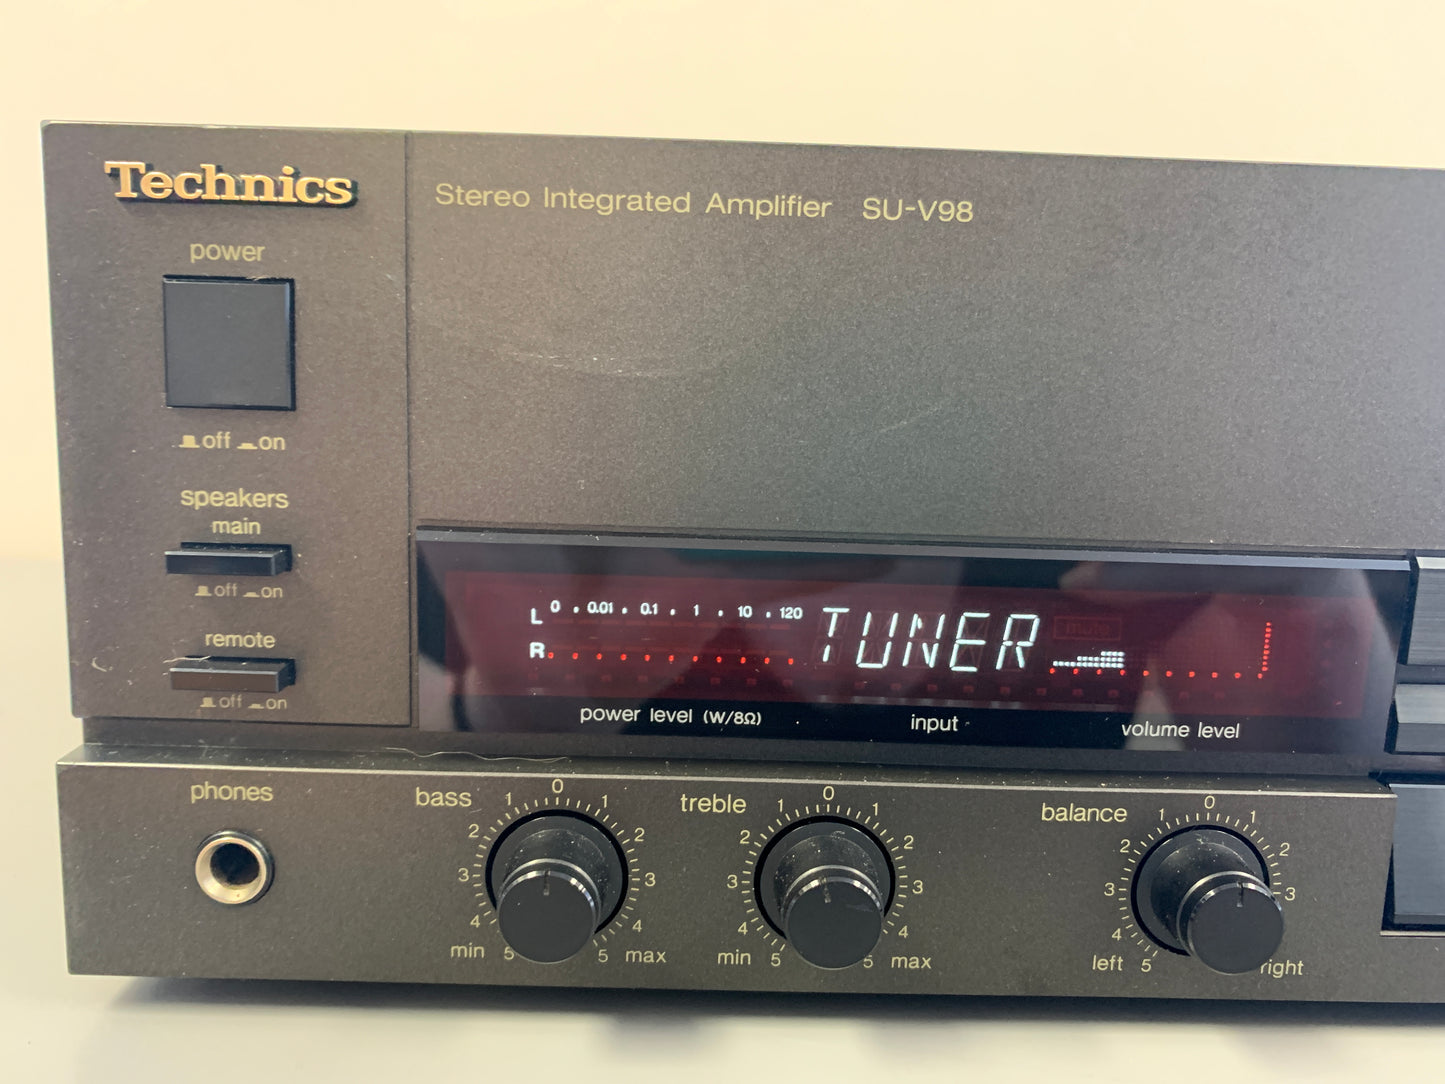 Technics
Stereo Integrated Amplifier SU-V98
power
off on
speakers
main
off on
remote
off on
L 0 . 0.01 . 0.1 . 1 . 10 . 120
R
TUNER
mute
power level (W/8Ω)
input
volume level
phones
bass
5 4 3 2 1 0 1 2 3 4 5
min max
treble
5 4 3 2 1 0 1 2 3 4 5
min max
balance
5 4 3 2 1 0 1 2 3
left right